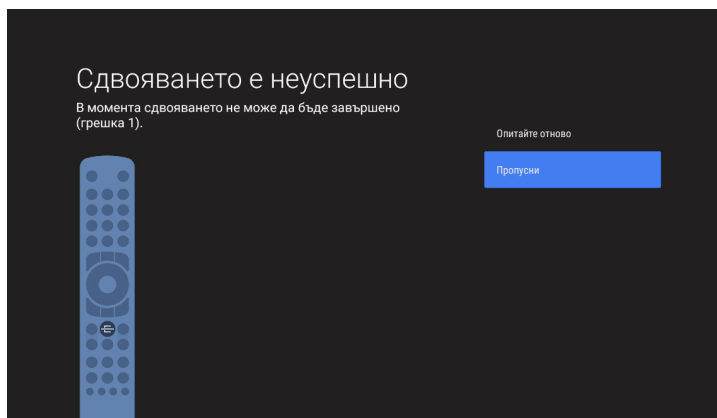 Сдвояването е неуспешно
В момента сдвояването не може да бъде завършено
(грешка 1).
Опитайте отново
Пропусни